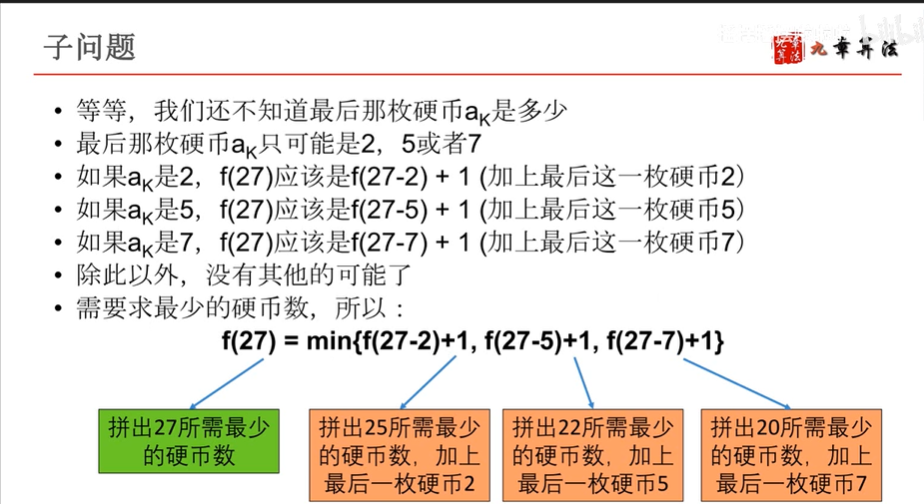 子问题
九章算法
• 等等，我们还不知道最后那枚硬币aK是多少
• 最后那枚硬币aK只可能是2，5或者7
• 如果aK是2，f(27)应该是f(27-2) + 1 (加上最后这一枚硬币2）
• 如果aK是5，f(27)应该是f(27-5) + 1 (加上最后这一枚硬币5）
• 如果aK是7，f(27)应该是f(27-7) + 1 (加上最后这一枚硬币7）
• 除此以外，没有其他的可能了
• 需要求最少的硬币数，所以：
f(27) = min{f(27-2)+1, f(27-5)+1, f(27-7)+1}
拼出27所需最少
的硬币数
拼出25所需最少
的硬币数，加上
最后一枚硬币2
拼出22所需最少
的硬币数，加上
最后一枚硬币5
拼出20所需最少
的硬币数，加上
最后一枚硬币7